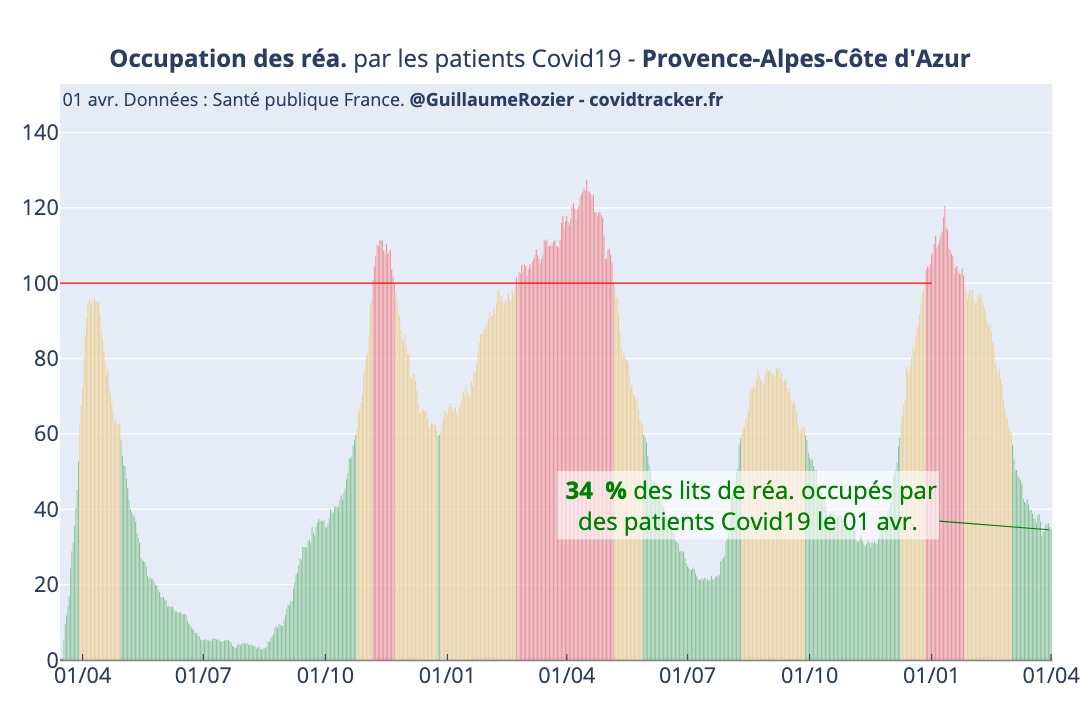 Occupation des réa. par les patients Covid19 - Provence-Alpes-Côte d'Azur
01 avr. Données : Santé publique France. @GuillaumeRozier - covidtracker.fr
140
120
100
80
60
40
20
0
34 % des lits de réa. occupés par
des patients Covid19 le 01 avr.
01/04 01/07 01/10 01/01 01/04 01/07 01/10 01/01 01/04